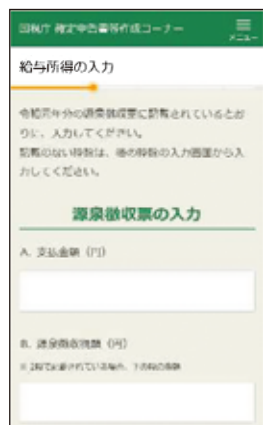 国税庁 確定申告書等作成コーナー
メニュー
給与所得の入力
令和元年分の源泉徴収票に記載されているとお
りに、入力してください。
記載のない枠数は、後の枠数の入力画面から入
力してください。
源泉徴収票の入力
A. 支払金額（円）
B. 源泉徴収税額（円）